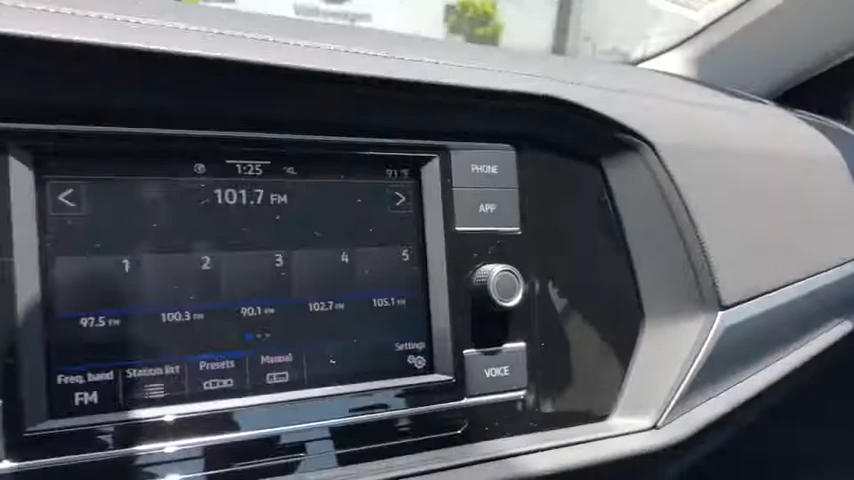 1:25
91°F
101.7 FM
PHONE
APP
1 2 3 4 5
97.5 FM 100.3 FM 90.1 FM 102.7 FM 105.1 FM
Settings
Freq. band Station list Presets Manual
FM
VOICE